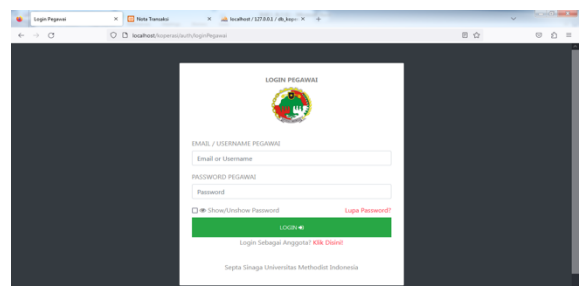 Login Pegawai
Nota Transaksi
localhost / 127.0.0.1 / db_kope
localhost/koperasi/auth/loginPegawai
LOGIN PEGAWAI
EMAIL / USERNAME PEGAWAI
Email or Username
PASSWORD PEGAWAI
Password
Show/Unshow Password Lupa Password?
LOGIN
Login Sebagai Anggota? Klik Disini!
Septa Sinaga Universitas Methodist Indonesia